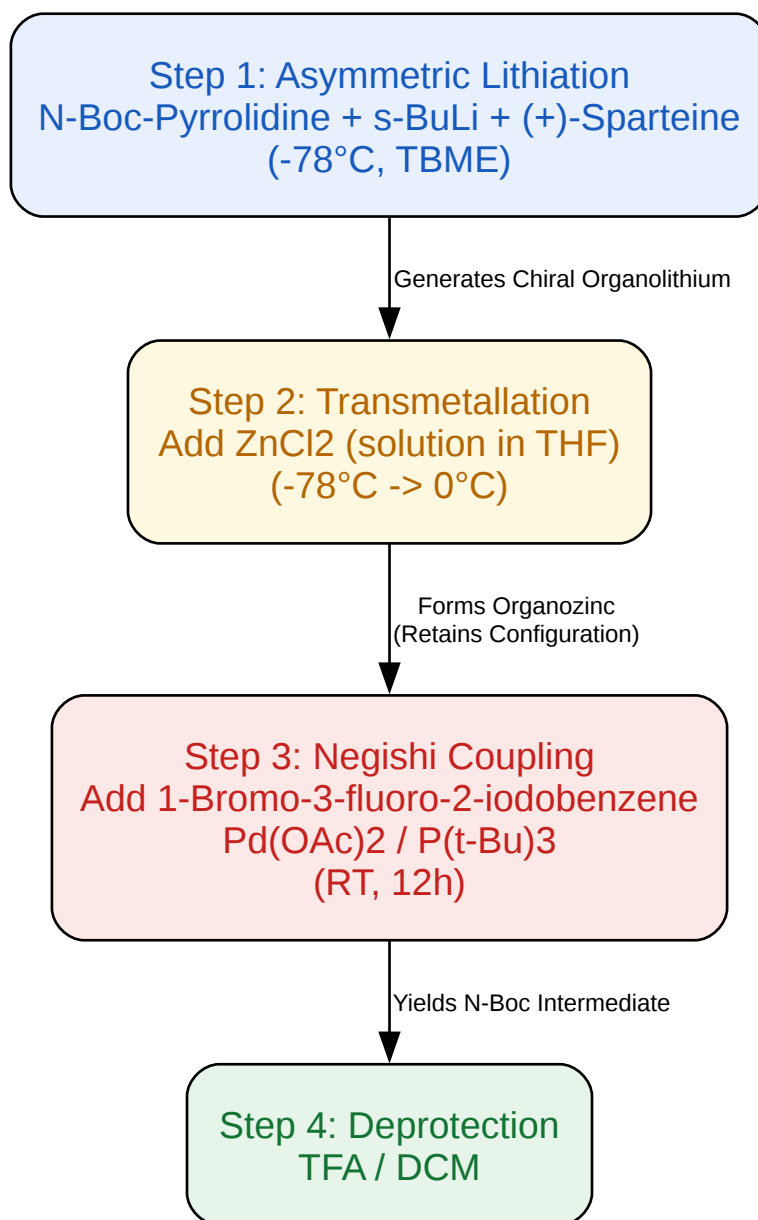 Step 1: Asymmetric Lithiation
N-Boc-Pyrrolidine + s-BuLi + (+)-Sparteine
(-78°C, TBME)
Generates Chiral Organolithium
Step 2: Transmetallation
Add ZnCl2 (solution in THF)
(-78°C -> 0°C)
Forms Organozinc
(Retains Configuration)
Step 3: Negishi Coupling
Add 1-Bromo-3-fluoro-2-iodobenzene
Pd(OAc)2 / P(t-Bu)3
(RT, 12h)
Yields N-Boc Intermediate
Step 4: Deprotection
TFA / DCM